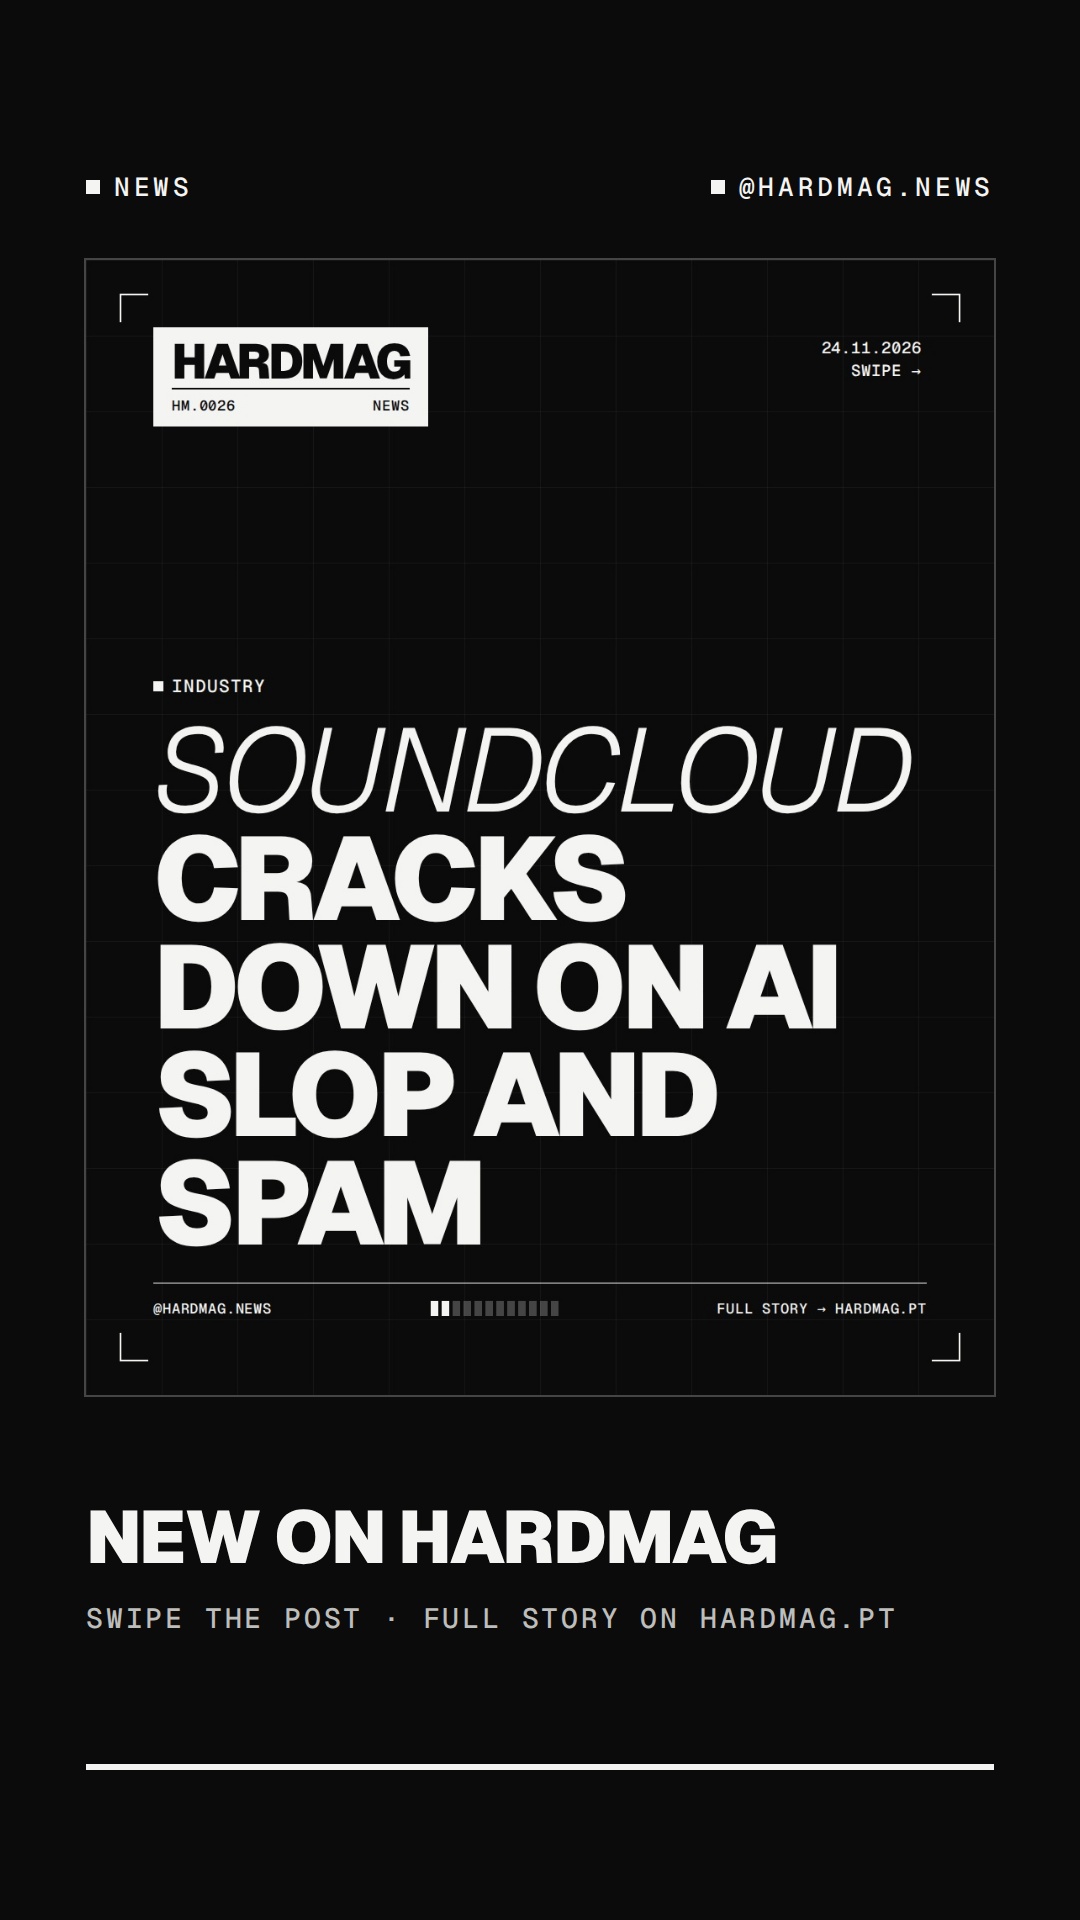 NEWS
@HARDMAG.NEWS
HARDMAG
HM.0026 NEWS
24.11.2026
SWIPE →
INDUSTRY
SOUNDCLOUD
CRACKS
DOWN ON AI
SLOP AND
SPAM
@HARDMAG.NEWS
FULL STORY → HARDMAG.PT
NEW ON HARDMAG
SWIPE THE POST · FULL STORY ON HARDMAG.PT